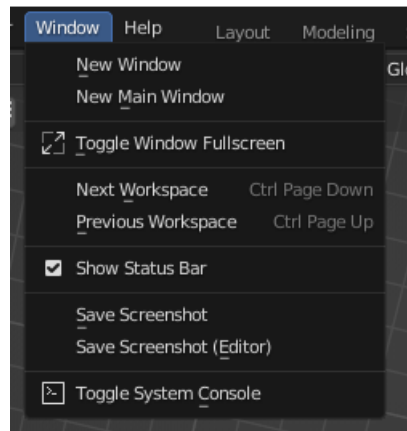 Window Help Layout Modeling
Gl
New Window
New Main Window
Toggle Window Fullscreen
Next Workspace Ctrl Page Down
Previous Workspace Ctrl Page Up
Show Status Bar
Save Screenshot
Save Screenshot (Editor)
Toggle System Console